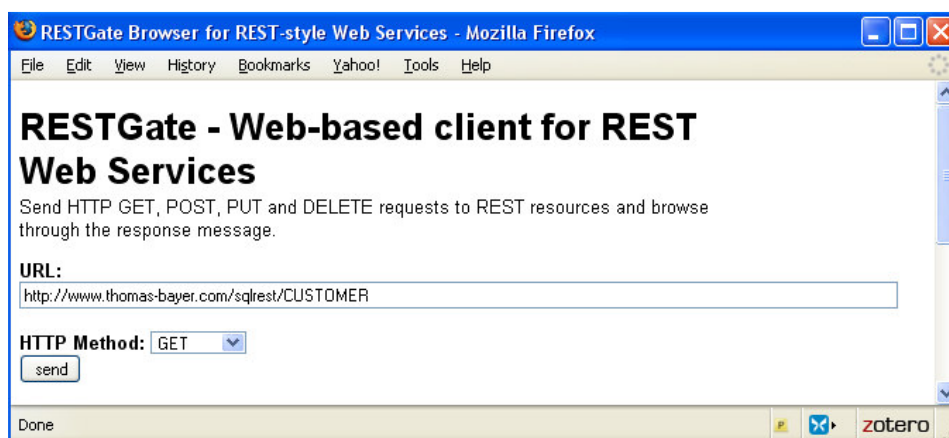 RESTGate Browser for REST-style Web Services - Mozilla Firefox
File Edit View History Bookmarks Yahoo! Tools Help
RESTGate - Web-based client for REST
Web Services
Send HTTP GET, POST, PUT and DELETE requests to REST resources and browse
through the response message.
URL:
http://www.thomas-bayer.com/sqlrest/CUSTOMER
HTTP Method: GET
send
Done P zotero